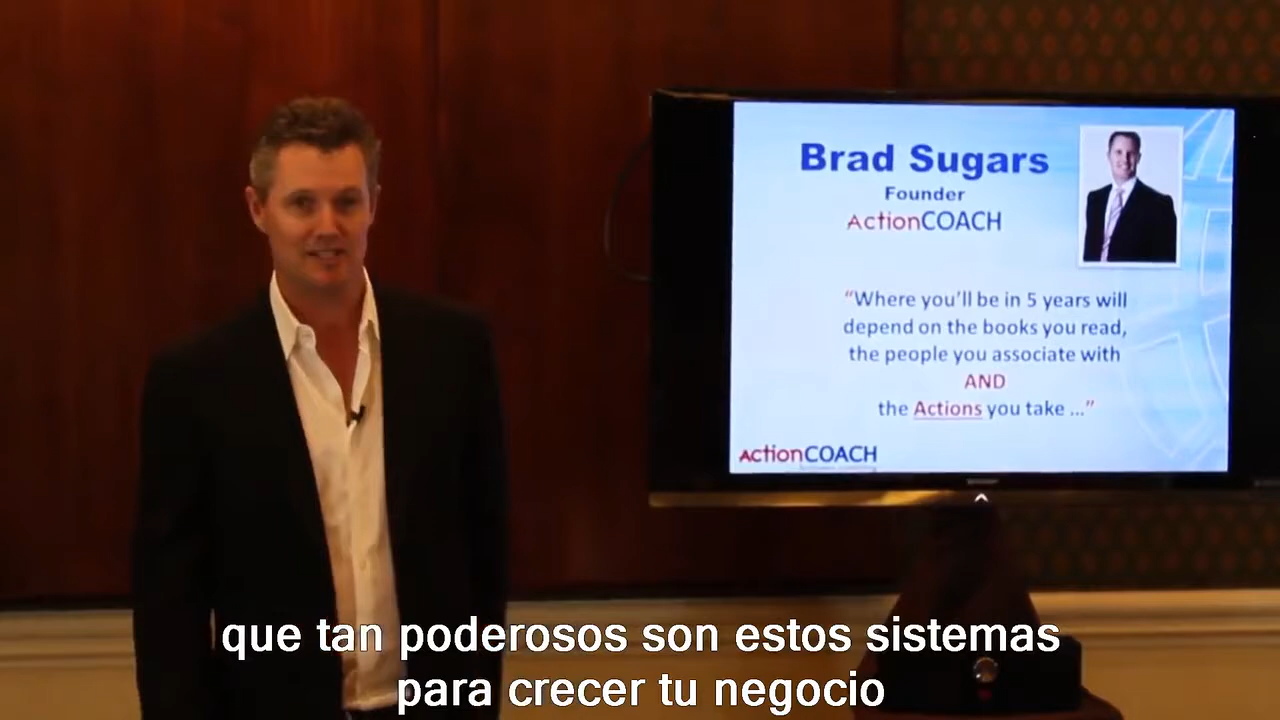 Brad Sugars
Founder
ActionCOACH
“Where you’ll be in 5 years will
depend on the books you read,
the people you associate with
AND
the Actions you take ...”
ActionCOACH
que tan poderosos son estos sistemas
para crecer tu negocio